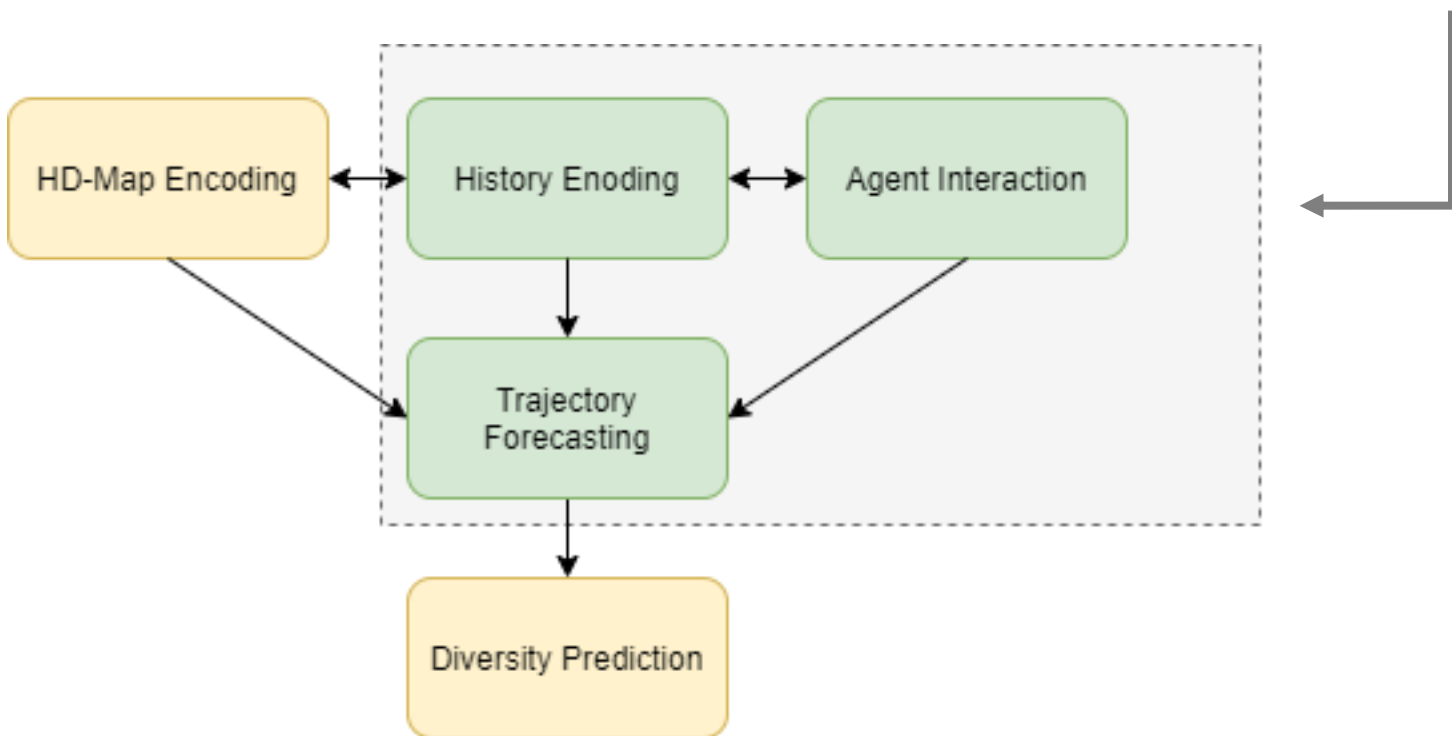 HD-Map Encoding
History Enoding
Agent Interaction
Trajectory
Forecasting
Diversity Prediction